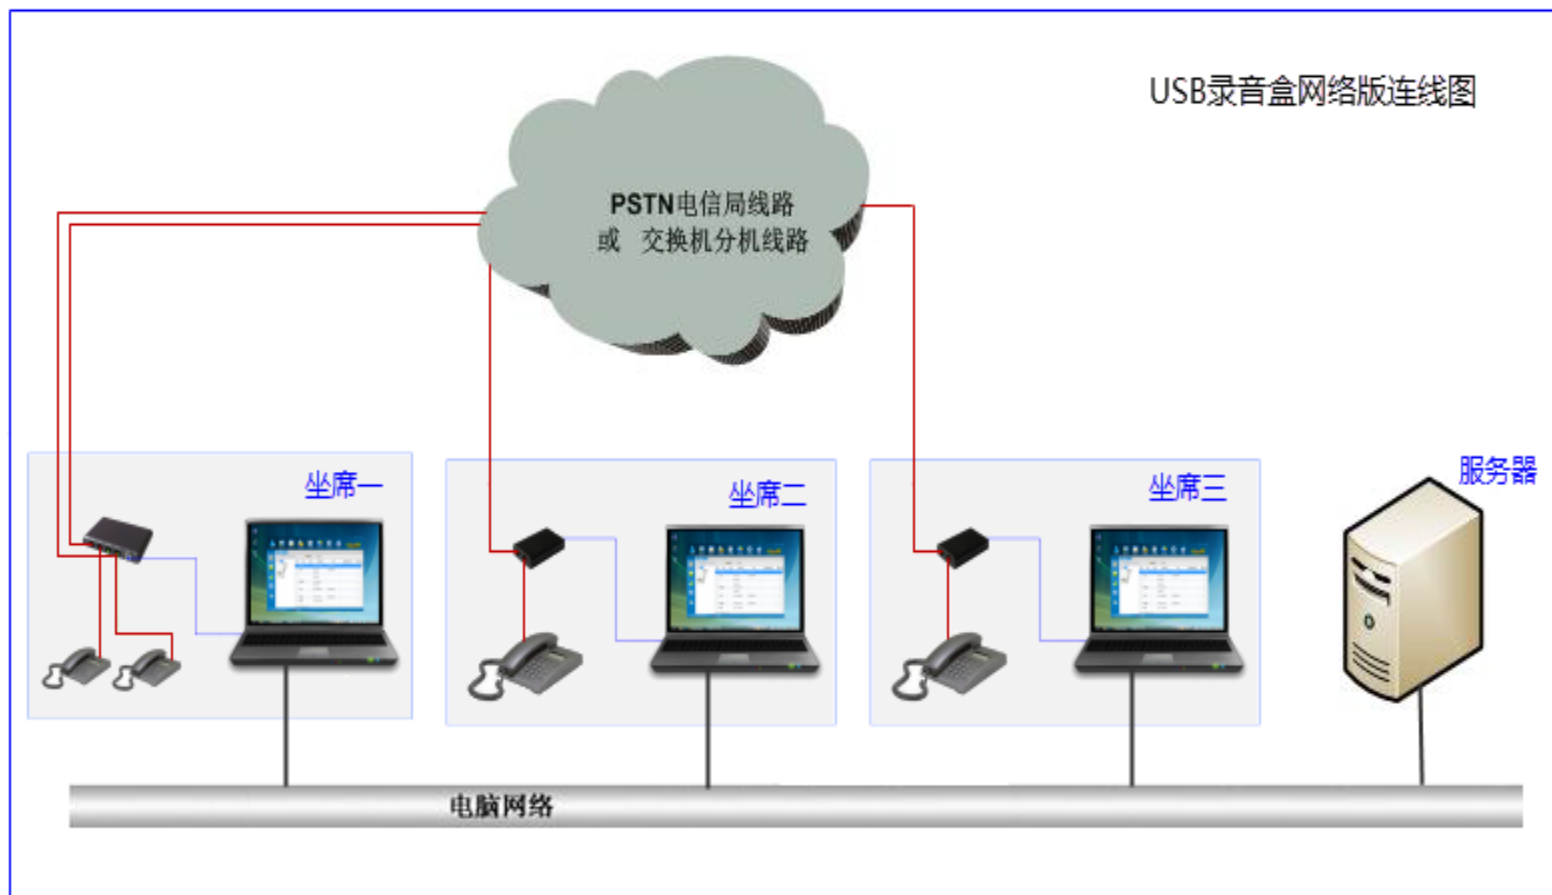 USB录音盒网络版连线图
PSTN电信局线路
或 交换机分机线路
坐席一
坐席二
坐席三
服务器
电脑网络